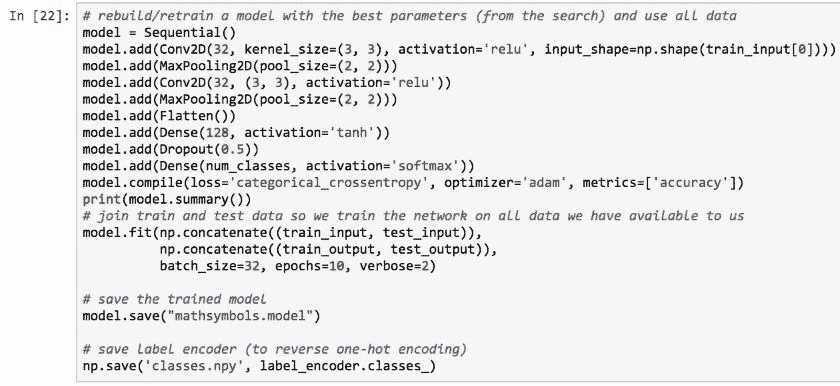 In [22]: # rebuild/retrain a model with the best parameters (from the search) and use all data
model = Sequential()
model.add(Conv2D(32, kernel_size=(3, 3), activation='relu', input_shape=np.shape(train_input[0])))
model.add(MaxPooling2D(pool_size=(2, 2)))
model.add(Conv2D(32, (3, 3), activation='relu'))
model.add(MaxPooling2D(pool_size=(2, 2)))
model.add(Flatten())
model.add(Dense(128, activation='tanh'))
model.add(Dropout(0.5))
model.add(Dense(num_classes, activation='softmax'))
model.compile(loss='categorical_crossentropy', optimizer='adam', metrics=['accuracy'])
print(model.summary())
# join train and test data so we train the network on all data we have available to us
model.fit(np.concatenate((train_input, test_input)),
          np.concatenate((train_output, test_output)),
          batch_size=32, epochs=10, verbose=2)

# save the trained model
model.save("mathsymbols.model")

# save label encoder (to reverse one-hot encoding)
np.save('classes.npy', label_encoder.classes_)